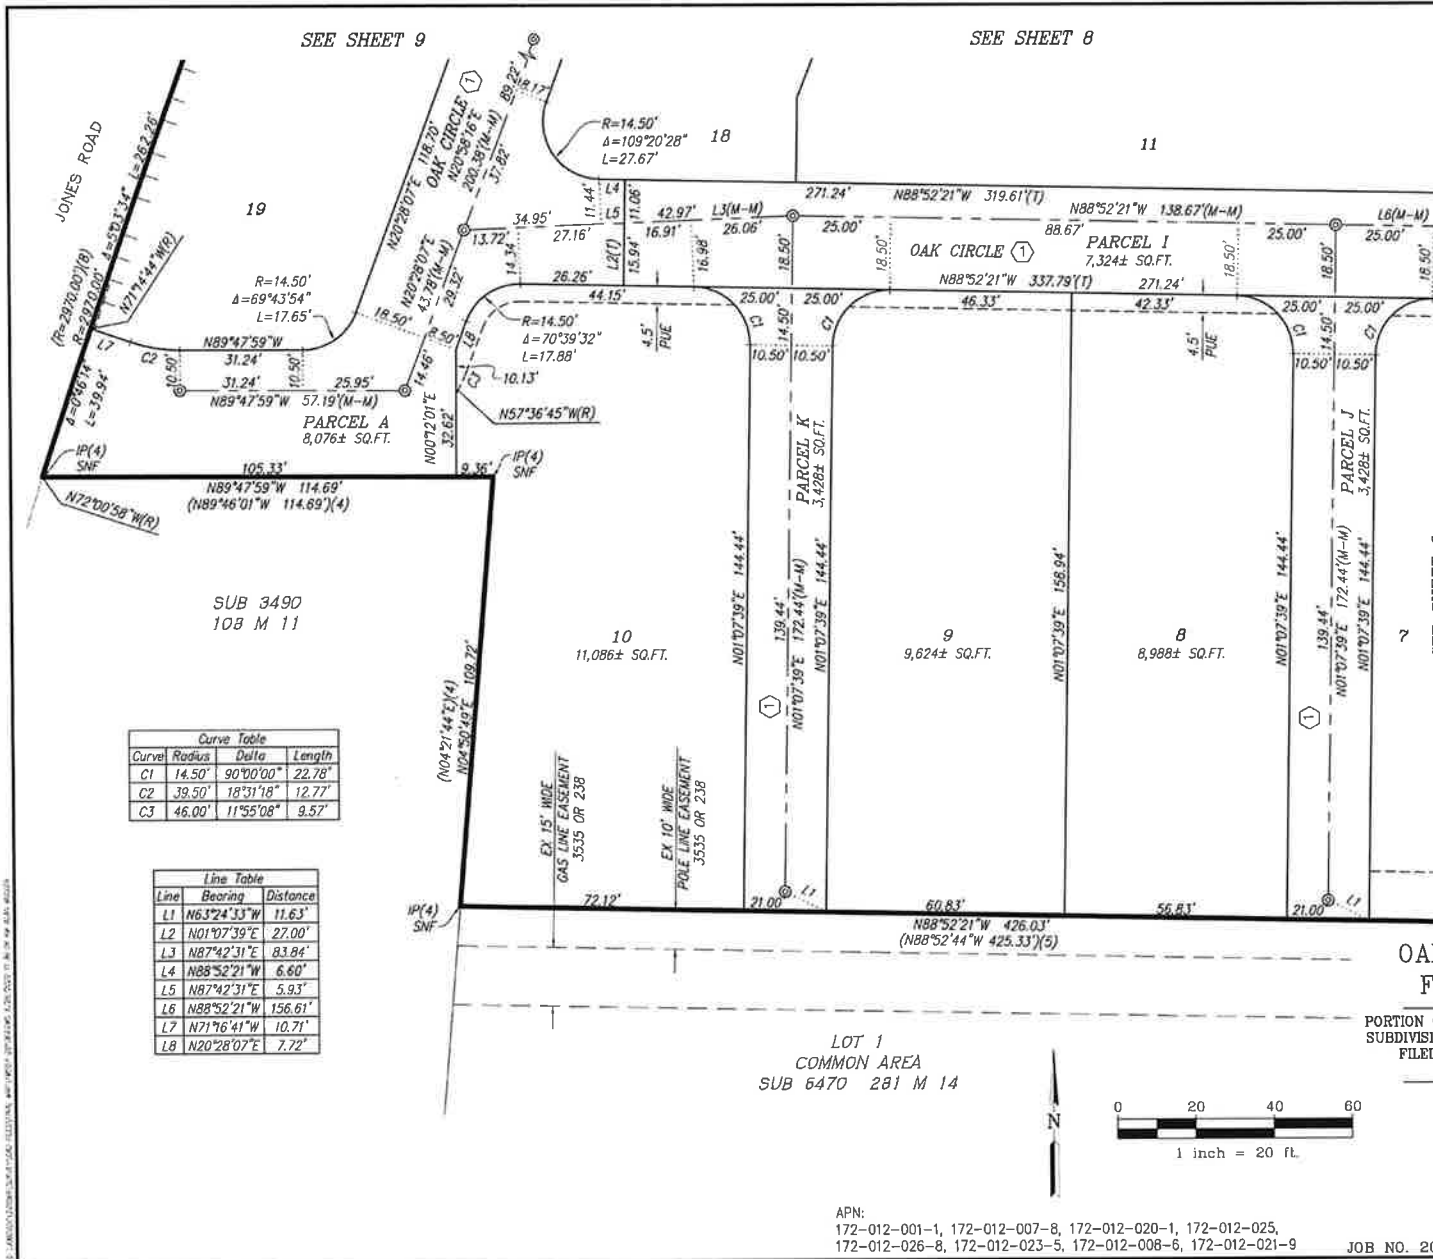 SEE SHEET 9
SEE SHEET 8
JONES ROAD
Δ=5°03'34" L=262.26'
(R=2970.00')(B)
R=2970.00'
N71°14'44"W(R)
19
R=14.50'
Δ=69°43'54"
L=17.65'
N20°28'07"E 118.70'
OAK CIRCLE 1
N20°58'16"E
200.38'(M-M)
37.82'
89.22'
18.17'
R=14.50'
Δ=109°20'28"
L=27.67'
18
11
271.24'
N88°52'21"W 319.61'(T)
L4
L5
11.44'
11.06'
L2(T)
15.94'
34.95'
13.72'
27.16'
42.97'
16.91'
L3(M-M)
26.06'
25.00'
N88°52'21"W 138.67'(M-M)
88.67'
25.00'
L6(M-M)
25.00'
14.34
16.98'
18.50'
18.50'
18.50'
18.50'
18.50'
OAK CIRCLE 1
PARCEL I
7,324± SQ.FT.
N88°52'21"W 337.79'(T)
271.24'
26.26'
44.15'
25.00'
25.00'
46.33'
42.33'
25.00'
25.00'
N20°28'07"E
43.78'(M-M)
29.32'
18.50'
8.50'
14.46'
L8
C3
R=14.50'
Δ=70°39'32"
L=17.88'
10.13'
N57°36'45"W(R)
4.5'
PUE
4.5'
PUE
C1
14.50'
C1
C1
14.50'
C1
10.50'
10.50'
10.50'
10.50'
L7
C2
N89°47'59"W
31.24'
10.50'
10.50'
31.24'
25.95'
N89°47'59"W 57.19'(M-M)
PARCEL A
8,076± SQ.FT.
N00°12'01"E
32.62'
Δ=0°46'14"
L=39.94'
IP(4)
SNF
105.33'
9.36'
IP(4)
SNF
N89°47'59"W 114.69'
(N89°46'01"W 114.69')(4)
N72°00'58"W(R)
SUB 3490
108 M 11
PARCEL K
3,428± SQ.FT.
PARCEL J
3,428± SQ.FT.
10
11,086± SQ.FT.
9
9,624± SQ.FT.
8
8,988± SQ.FT.
7
N01°07'39"E 144.44'
139.44'
N01°07'39"E 172.44'(M-M)
N01°07'39"E 144.44'
N01°07'39"E 158.94'
N01°07'39"E 144.44'
139.44'
N01°07'39"E 172.44'(M-M)
N01°07'39"E 144.44'
1
1
(N04°21'44"E)(4)
N04°50'49"E 109.72'
Curve Table
Curve Radius Delta Length
C1 14.50' 90°00'00" 22.78'
C2 39.50' 18°31'18" 12.77'
C3 46.00' 11°55'08" 9.57'
Line Table
Line Bearing Distance
L1 N63°24'33"W 11.63'
L2 N01°07'39"E 27.00'
L3 N87°42'31"E 83.84'
L4 N88°52'21"W 6.60'
L5 N87°42'31"E 5.93'
L6 N88°52'21"W 156.61'
L7 N71°16'41"W 10.71'
L8 N20°28'07"E 7.72'
EX 15' WIDE
GAS LINE EASEMENT
3535 OR 238
EX 10' WIDE
POLE LINE EASEMENT
3535 OR 238
IP(4)
SNF
72.12'
21.00'
L1
60.83'
56.83'
21.00'
L1
N88°52'21"W 426.03'
(N88°52'44"W 425.33')(5)
LOT 1
COMMON AREA
SUB 6470 281 M 14
OA
F
PORTION
SUBDIVIS
FILED
N
0 20 40 60
1 inch = 20 ft.
APN:
172-012-001-1, 172-012-007-8, 172-012-020-1, 172-012-025,
172-012-026-8, 172-012-023-5, 172-012-008-6, 172-012-021-9
JOB NO. 20